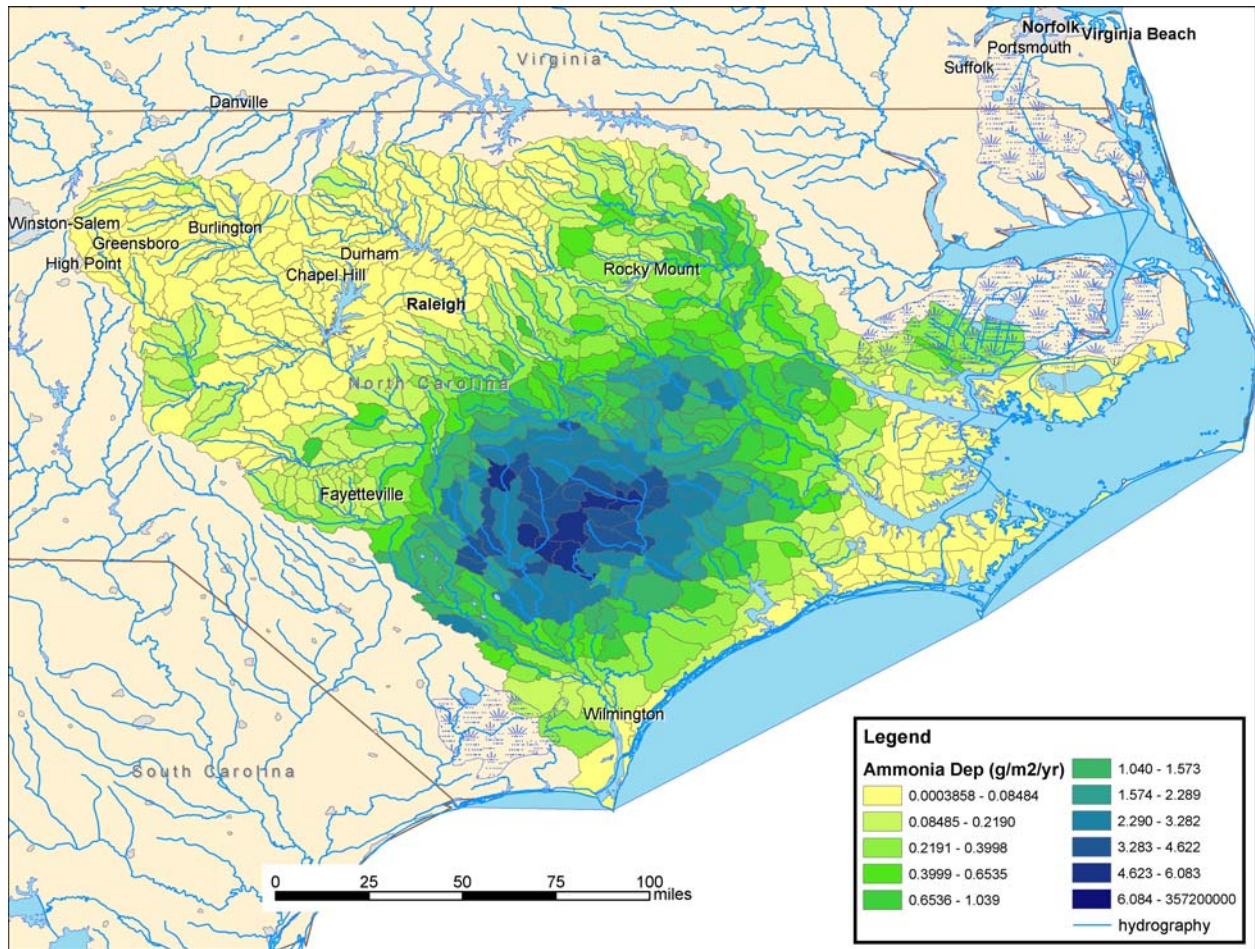 Norfolk
Virginia Beach
Portsmouth
Suffolk
Virginia
Danville
Winston-Salem
Greensboro
High Point
Burlington
Durham
Chapel Hill
Raleigh
Rocky Mount
North Carolina
Fayetteville
Wilmington
South Carolina
0 25 50 75 100
miles
Legend
Ammonia Dep (g/m2/yr)
0.0003858 - 0.08484
0.08485 - 0.2190
0.2191 - 0.3998
0.3999 - 0.6535
0.6536 - 1.039
1.040 - 1.573
1.574 - 2.289
2.290 - 3.282
3.283 - 4.622
4.623 - 6.083
6.084 - 357200000
hydrography